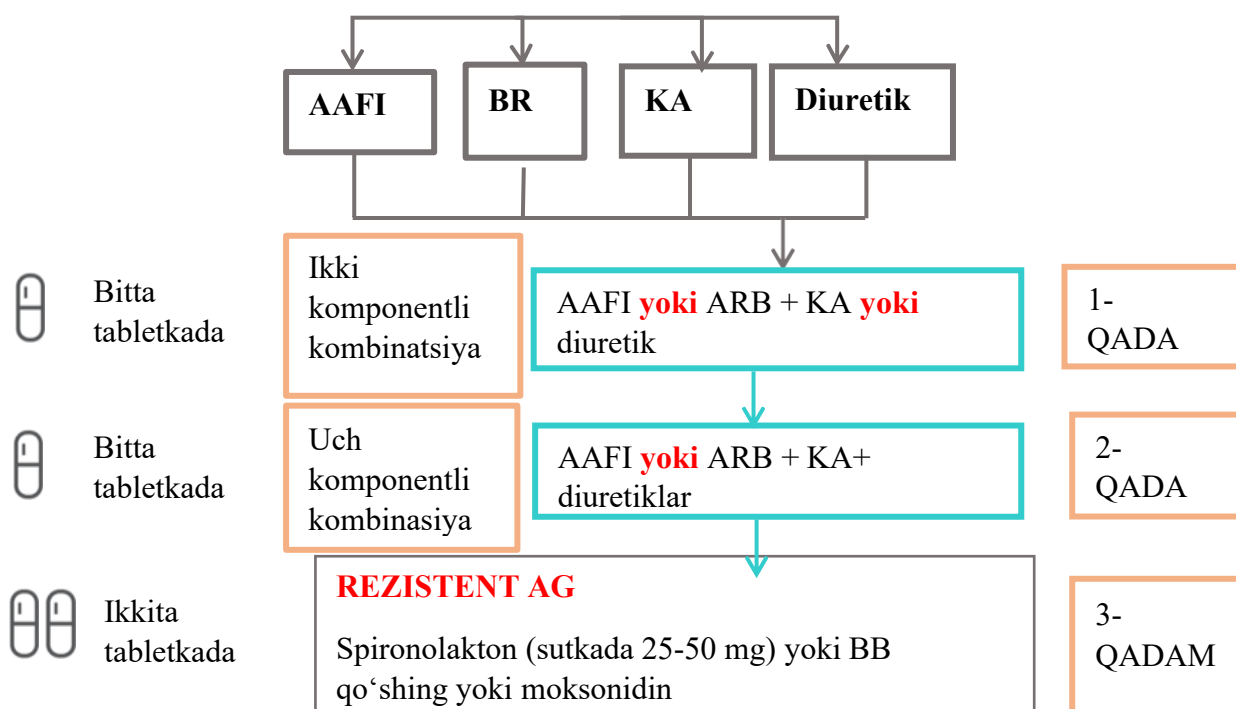 AAFI
BR
KA
Diuretik
Bitta
tabletkada
Ikki
komponentli
kombinatsiya
AAFI yoki ARB + KA yoki
diuretik
1-
QADA
Bitta
tabletkada
Uch
komponentli
kombinasiya
AAFI yoki ARB + KA+
diuretiklar
2-
QADA
Ikkita
tabletkada
REZISTENT AG
Spironolakton (sutkada 25-50 mg) yoki BB
qo‘shing yoki moksonidin
3-
QADAM